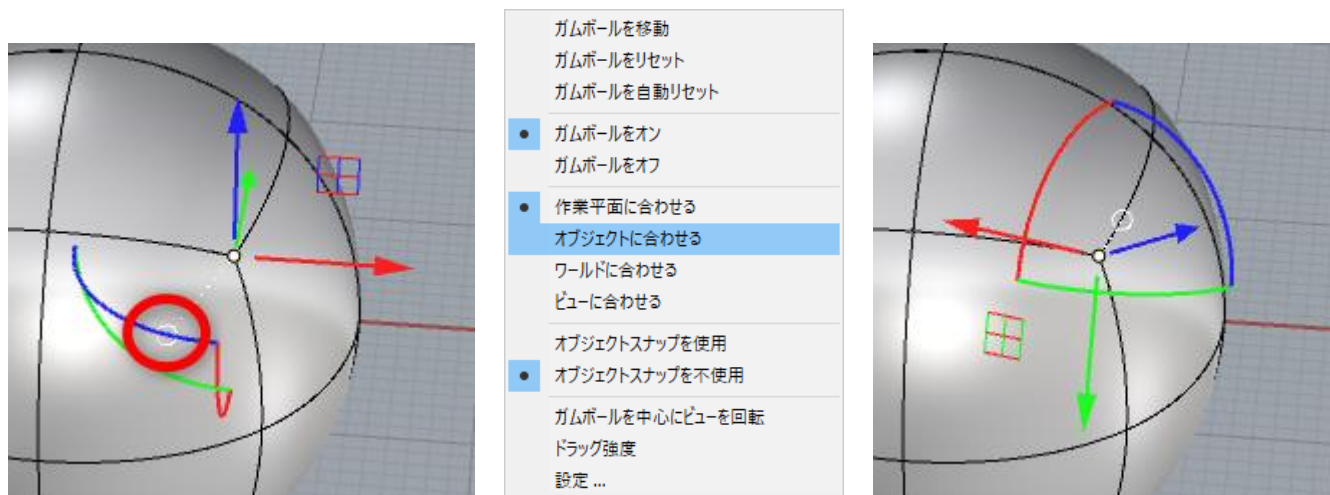 ガムボールを移動
ガムボールをリセット
ガムボールを自動リセット
ガムボールをオン
ガムボールをオフ
作業平面に合わせる
オブジェクトに合わせる
ワールドに合わせる
ビューに合わせる
オブジェクトスナップを使用
オブジェクトスナップを不使用
ガムボールを中心にビューを回転
ドラッグ強度
設定 ...